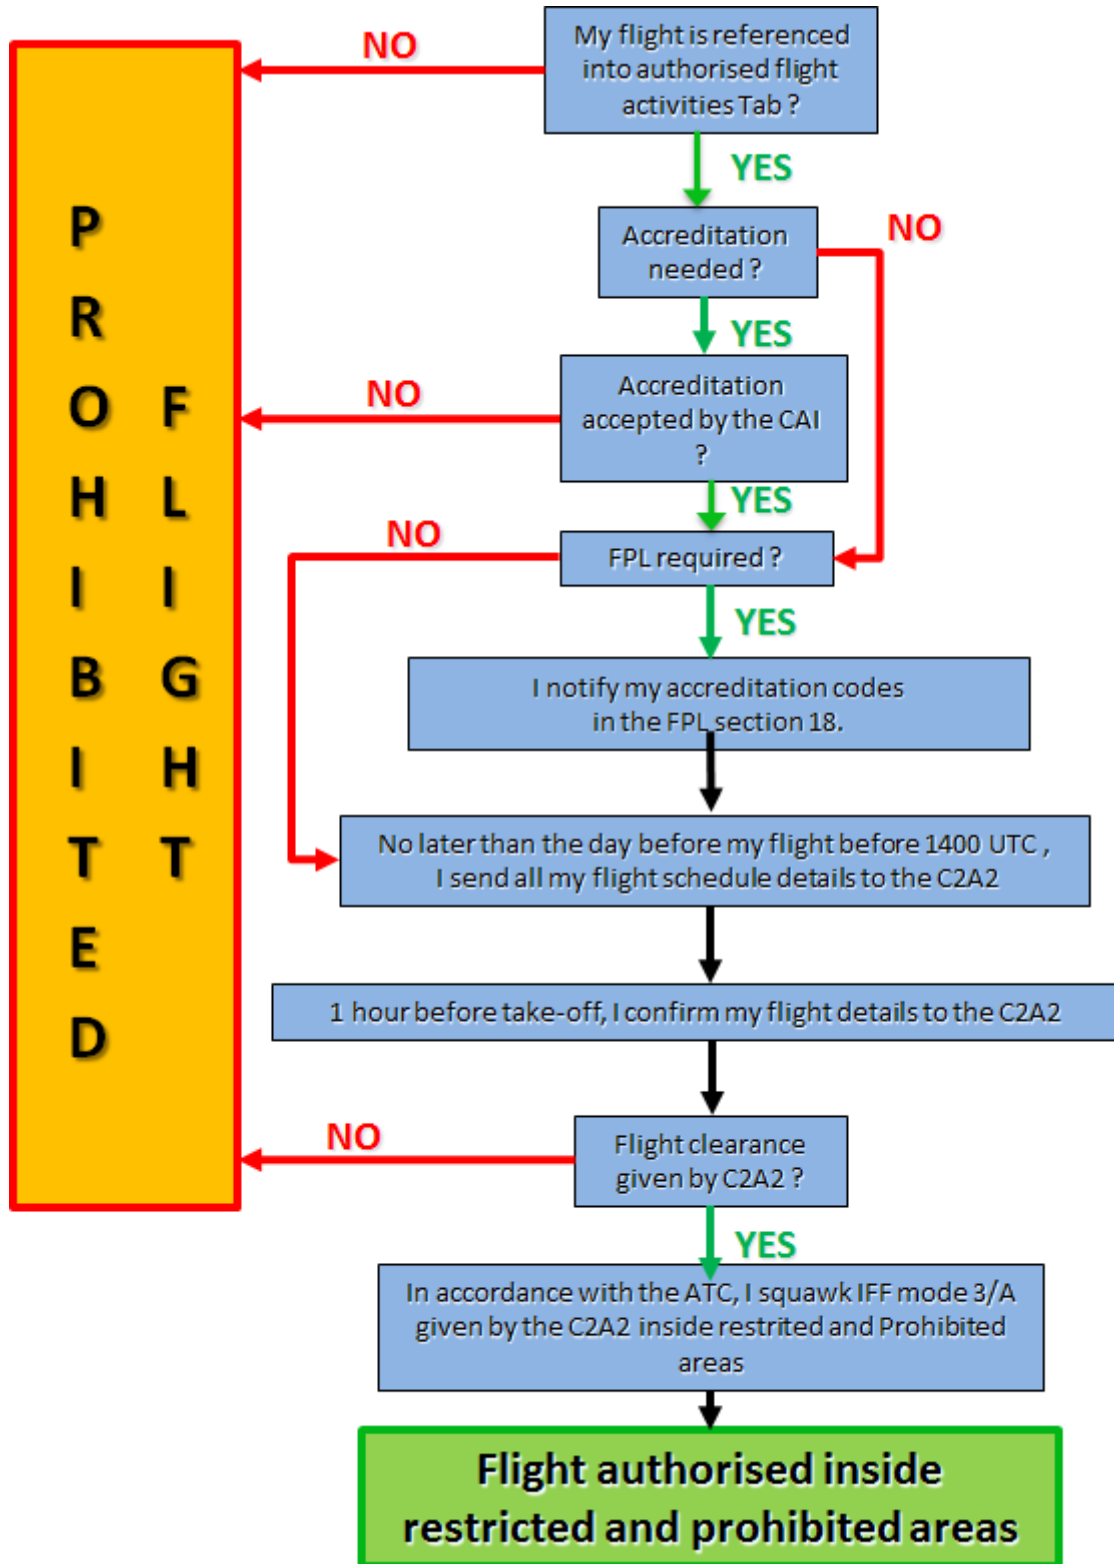 My flight is referenced
into authorised flight
activities Tab ?
NO
YES
Accreditation
needed ?
NO
YES
Accreditation
accepted by the CAI
?
NO
YES
FPL required ?
NO
YES
I notify my accreditation codes
in the FPL section 18.
No later than the day before my flight before 1400 UTC ,
I send all my flight schedule details to the C2A2
1 hour before take-off, I confirm my flight details to the C2A2
Flight clearance
given by C2A2 ?
NO
YES
In accordance with the ATC, I squawk IFF mode 3/A
given by the C2A2 inside restrited and Prohibited
areas
Flight authorised inside
restricted and prohibited areas
PROHIBITED
FLIGHT